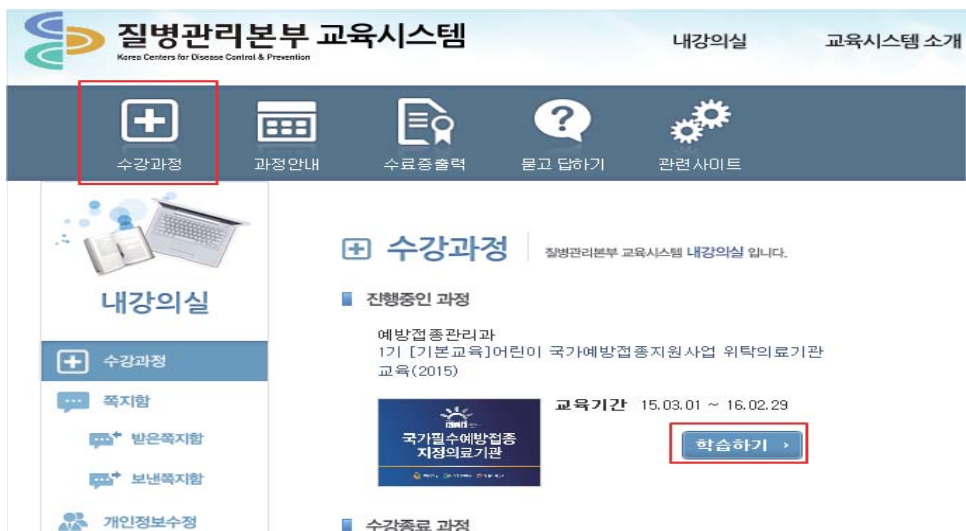 질병관리본부 교육시스템
Korea Centers for Disease Control & Prevention
내강의실
교육시스템 소개
수강과정
과정안내
수료증출력
묻고 답하기
관련사이트
내강의실
수강과정
쪽지함
받은쪽지함
보낸쪽지함
개인정보수정
수강과정
질병관리본부 교육시스템 내강의실 입니다.
진행중인 과정
예방접종관리과
1기 [기본교육]어린이 국가예방접종지원사업 위탁의료기관
교육(2015)
국가필수예방접종
지정의료기관
교육기간 15.03.01 ~ 16.02.29
학습하기
수강종료 과정